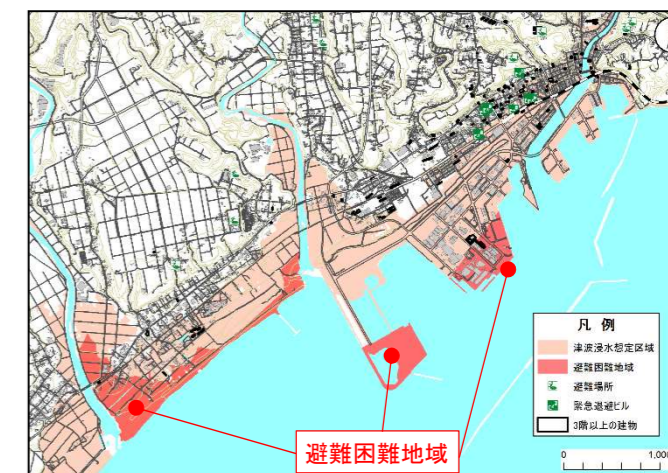 凡 例
津波浸水想定区域
避難困難地域
避難場所
緊急退避ビル
3階以上の建物
避難困難地域
0
1,00